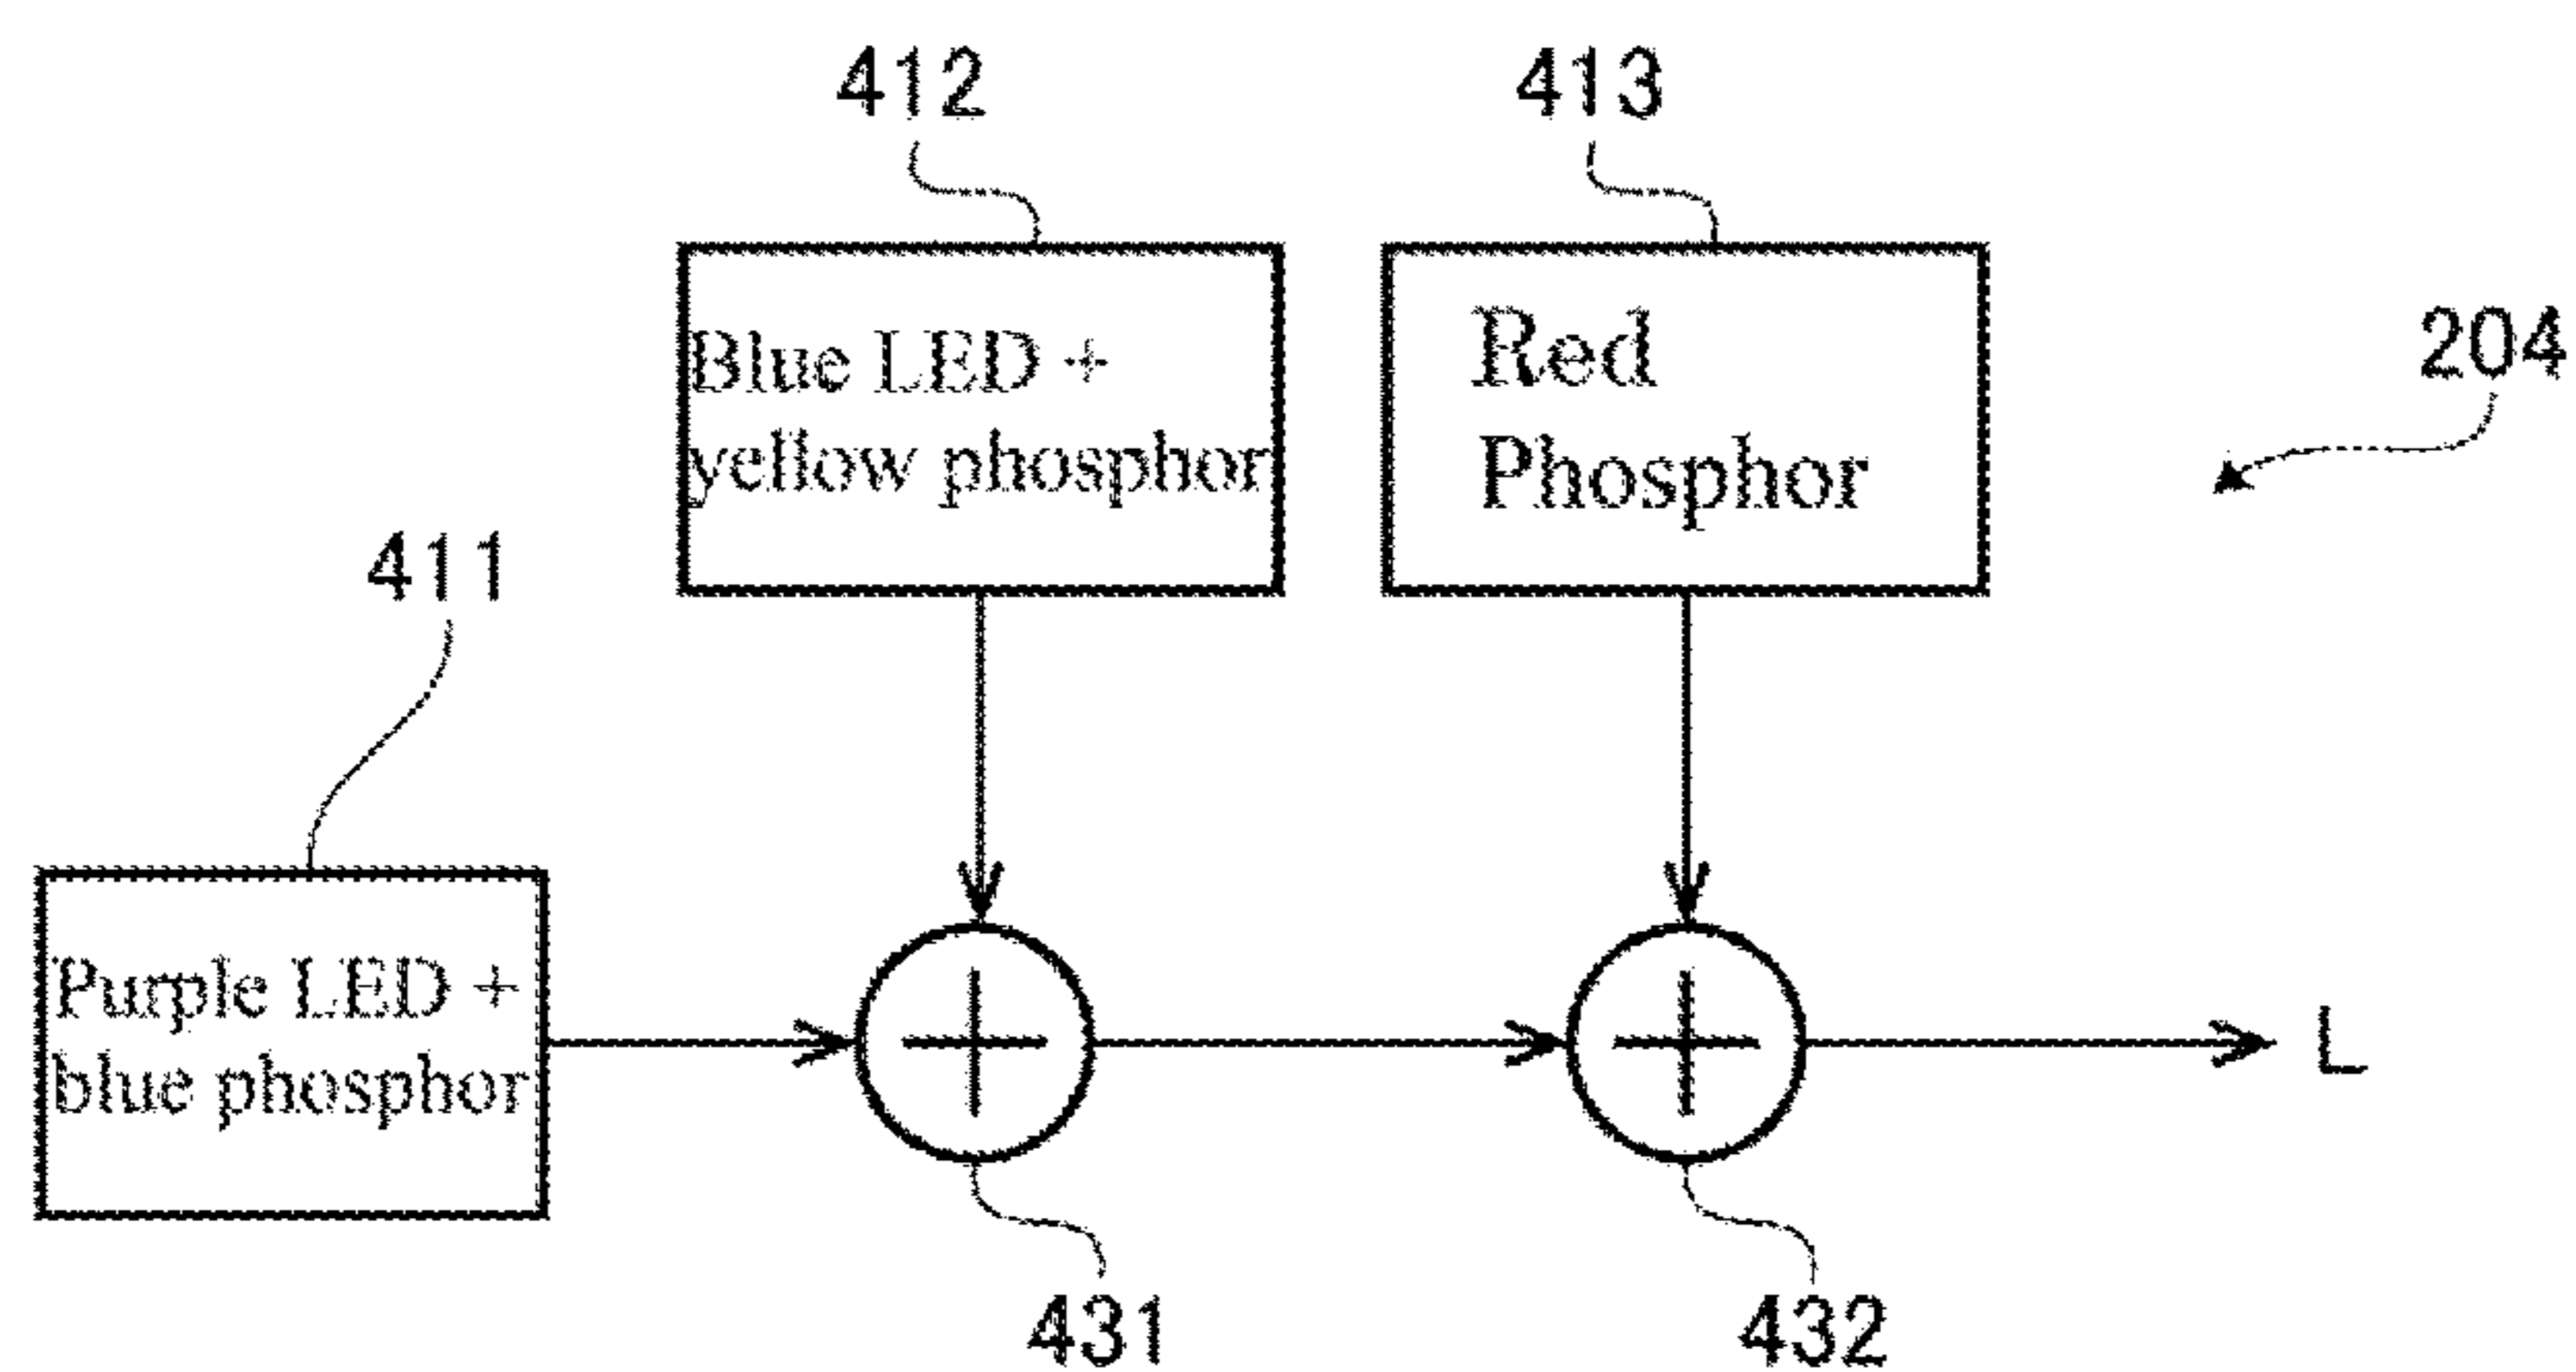 412
413
Blue LED +
yellow phosphor
Red
Phosphor
204
411
Purple LED +
blue phosphor
L
431
432